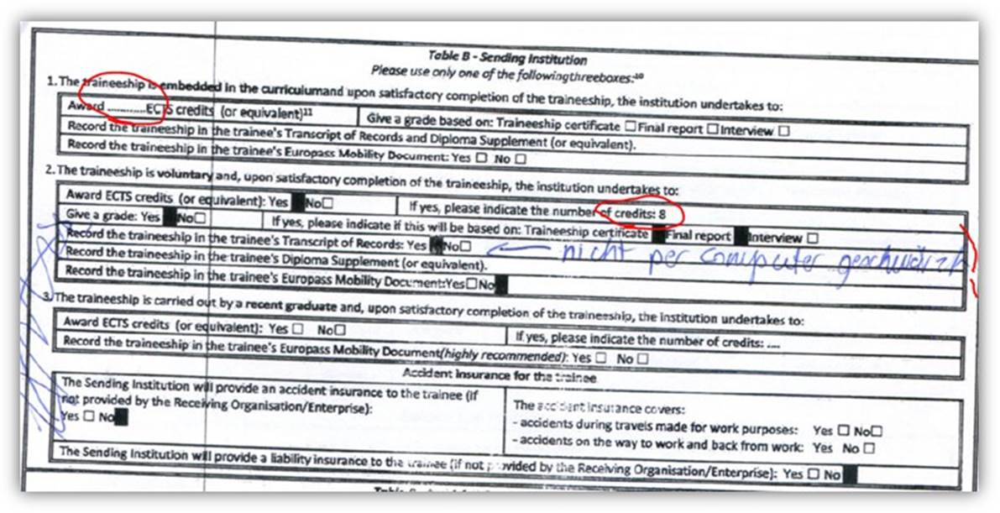 Table B - Sending Institution
Please use only one of the followingthreeboxes:10
1. The traineeship is embedded in the curriculumand upon satisfactory completion of the traineeship, the institution undertakes to:
Award ............ECTS credits (or equivalent)11 Give a grade based on: Traineeship certificate ☐ Final report ☐ Interview ☐
Record the traineeship in the trainee's Transcript of Records and Diploma Supplement (or equivalent).
Record the traineeship in the trainee's Europass Mobility Document: Yes ☐ No ☐
2. The traineeship is voluntary and, upon satisfactory completion of the traineeship, the institution undertakes to:
Award ECTS credits (or equivalent): Yes ■ No ☐ If yes, please indicate the number of credits: 8
Give a grade: Yes ■ No ☐ If yes, please indicate if this will be based on: Traineeship certificate ■ Final report ■ Interview ☐
Record the traineeship in the trainee's Transcript of Records: Yes ■ No ☐ ← nicht per Computer
Record the traineeship in the trainee's Diploma Supplement (or equivalent).
Record the traineeship in the trainee's Europass Mobility Document:Yes ☐ No ■
3. The traineeship is carried out by a recent graduate and, upon satisfactory completion of the traineeship, the institution undertakes to:
Award ECTS credits (or equivalent): Yes ☐ No ☐ If yes, please indicate the number of credits: ....
Record the traineeship in the trainee's Europass Mobility Document(highly recommended): Yes ☐ No ☐
Accident insurance for the trainee
The Sending Institution will provide an accident insurance to the trainee (if
not provided by the Receiving Organisation/Enterprise):
Yes ☐ No ■
The accident insurance covers:
- accidents during travels made for work purposes: Yes ☐ No ☐
- accidents on the way to work and back from work: Yes No ☐
The Sending Institution will provide a liability insurance to the trainee (if not provided by the Receiving Organisation/Enterprise): Yes ☐ No ■